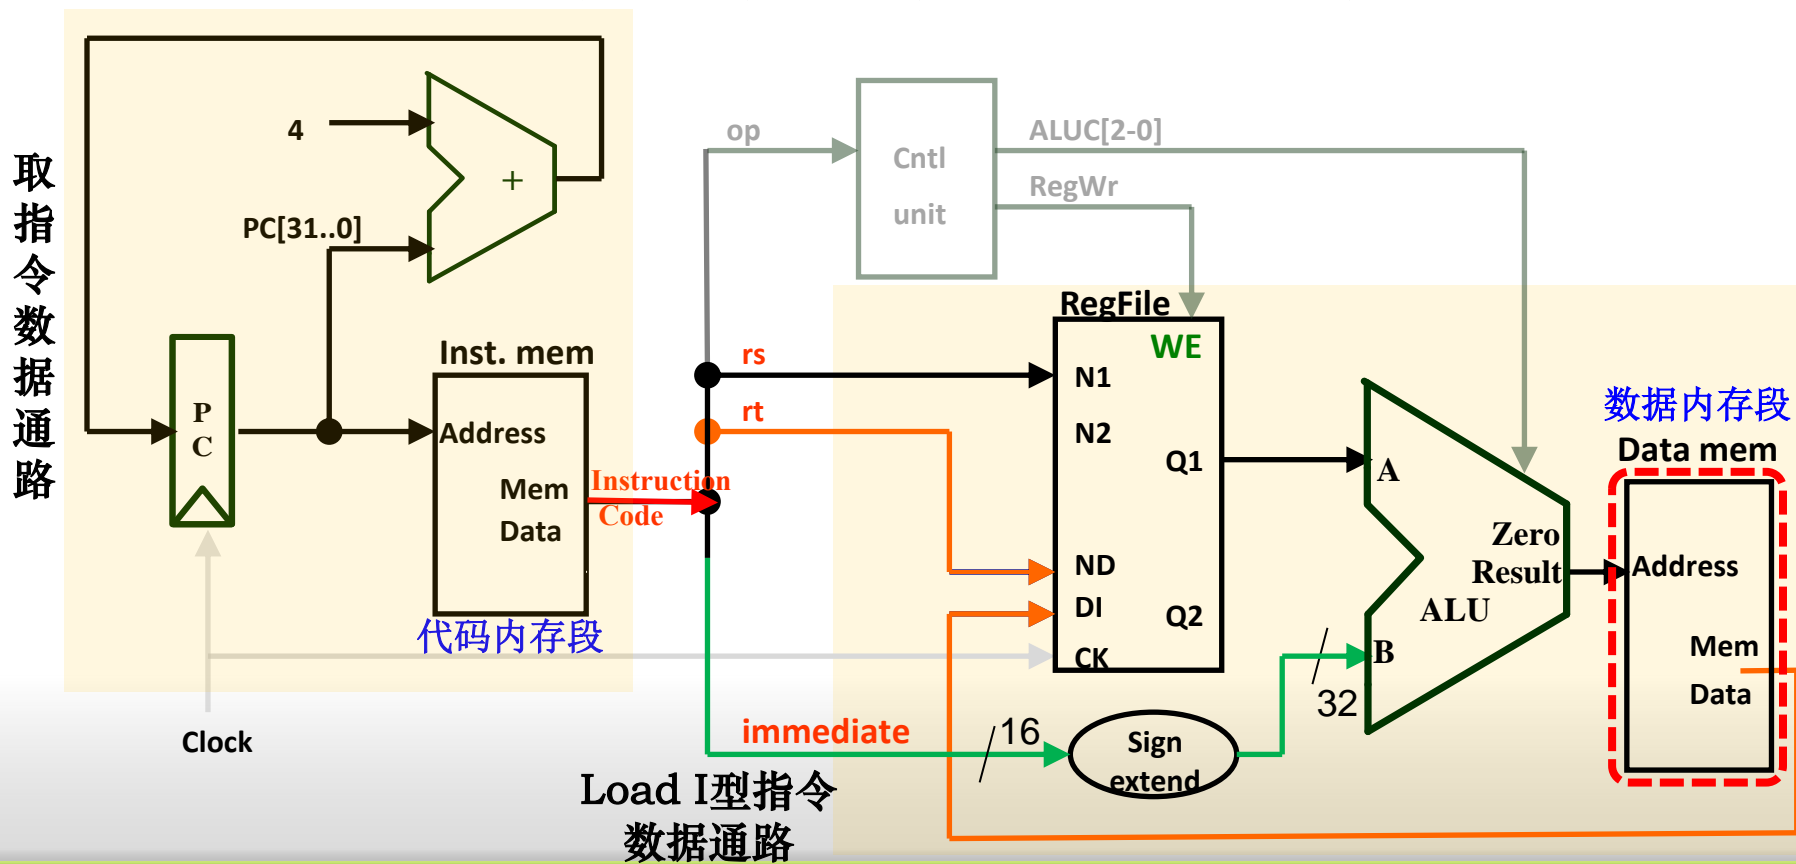 取指令数据通路
4
+
PC[31..0]
P
C
Inst. mem
Address
Mem
Data
Instruction
Code
代码内存段
Clock
op
Cntl
unit
ALUC[2-0]
RegWr
RegFile
WE
rs
N1
rt
N2
Q1
ND
DI
Q2
CK
immediate
16
Sign
extend
32
A
B
Zero
Result
ALU
数据内存段
Data mem
Address
Mem
Data
Load I型指令
数据通路